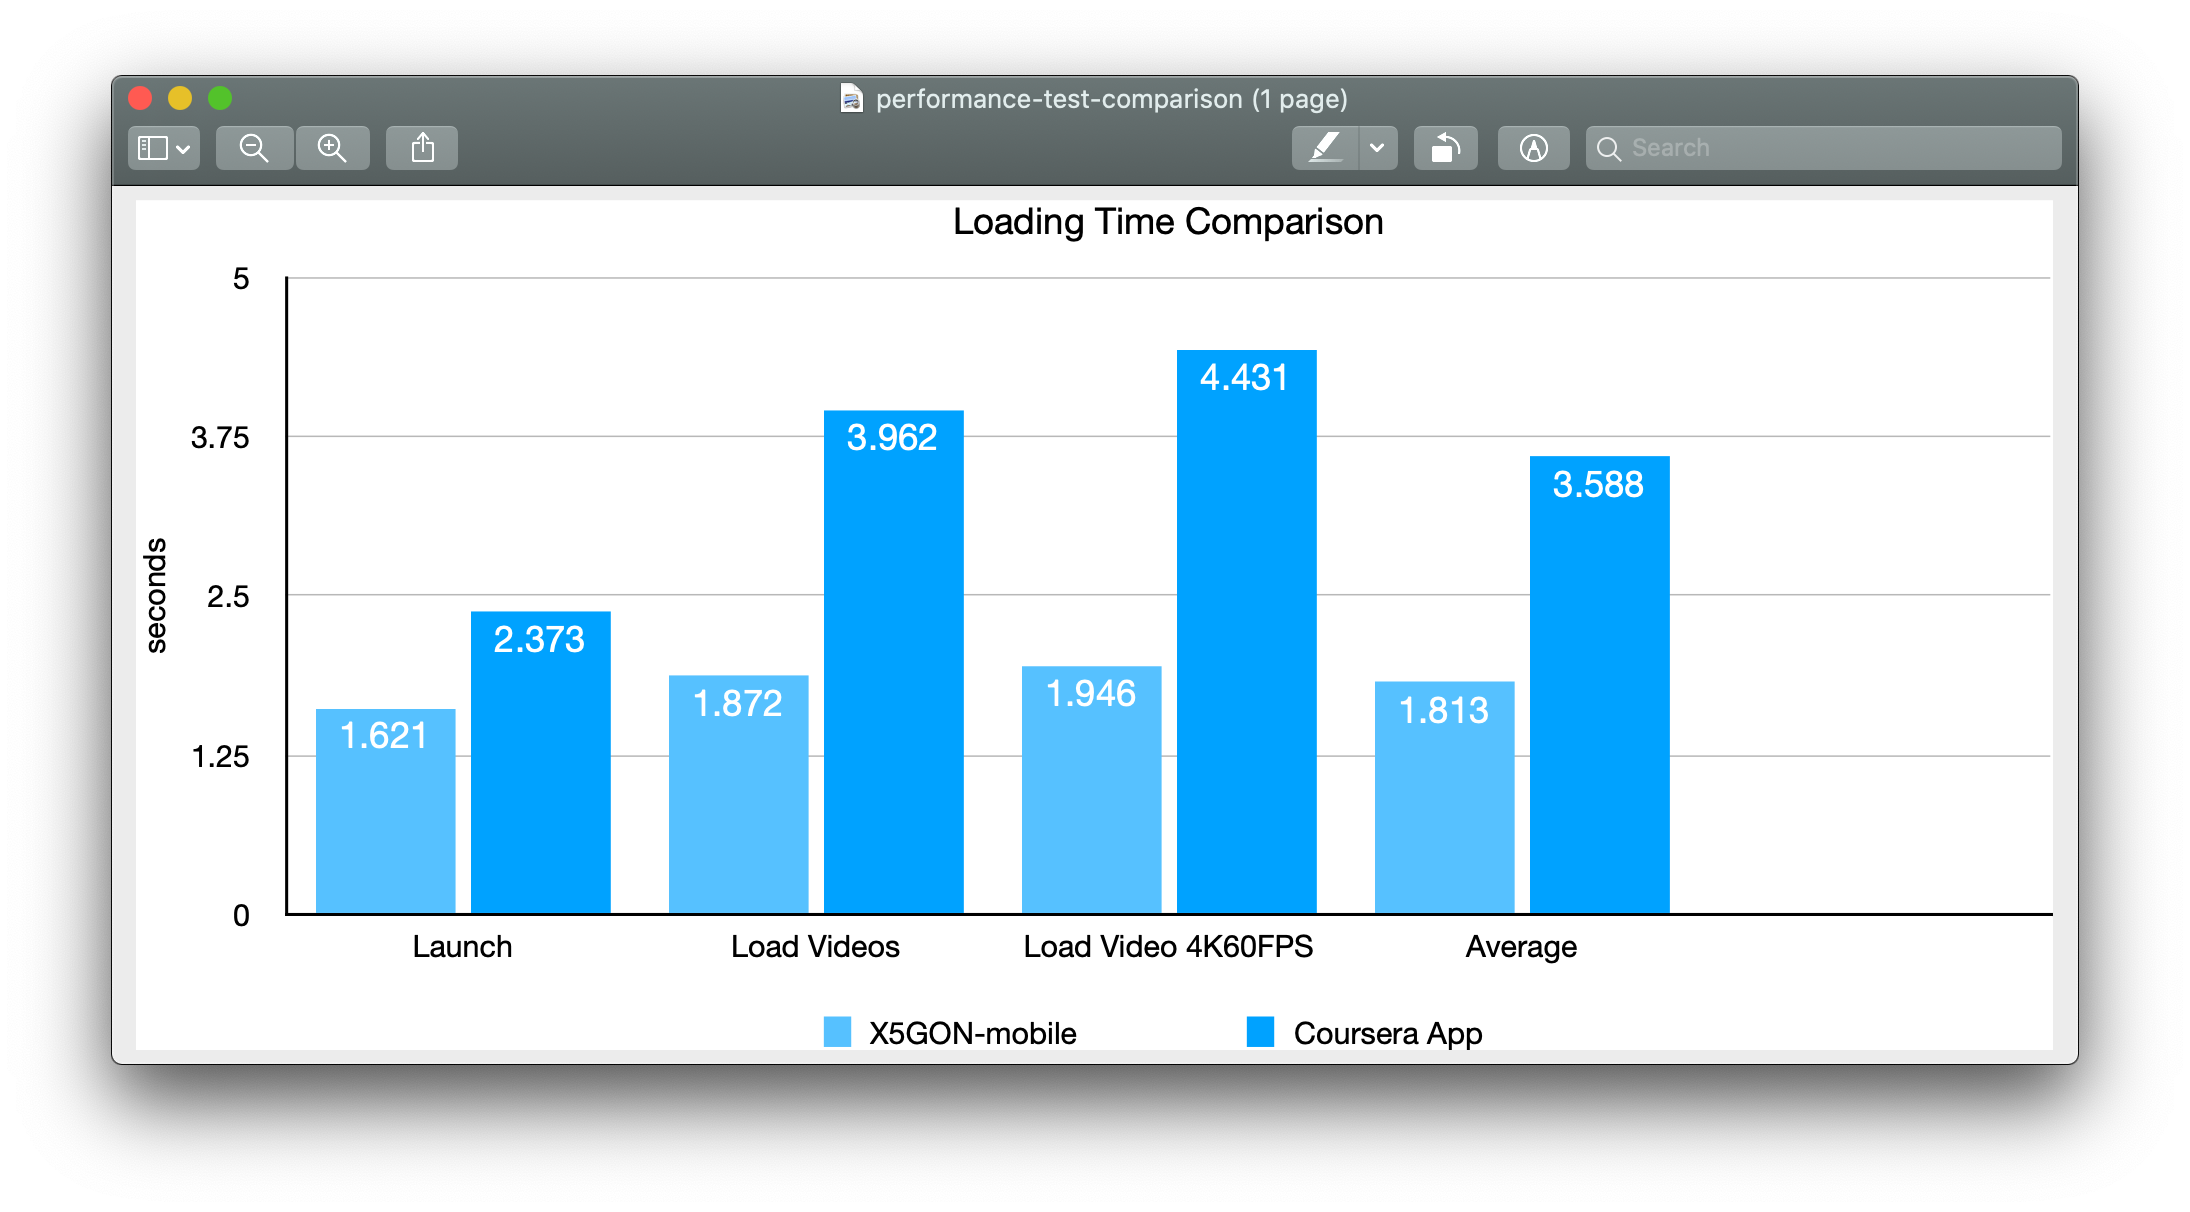 performance-test-comparison (1 page)
Search
Loading Time Comparison
5
3.75
2.5
1.25
0
seconds
1.621
2.373
1.872
3.962
1.946
4.431
1.813
3.588
Launch
Load Videos
Load Video 4K60FPS
Average
X5GON-mobile
Coursera App